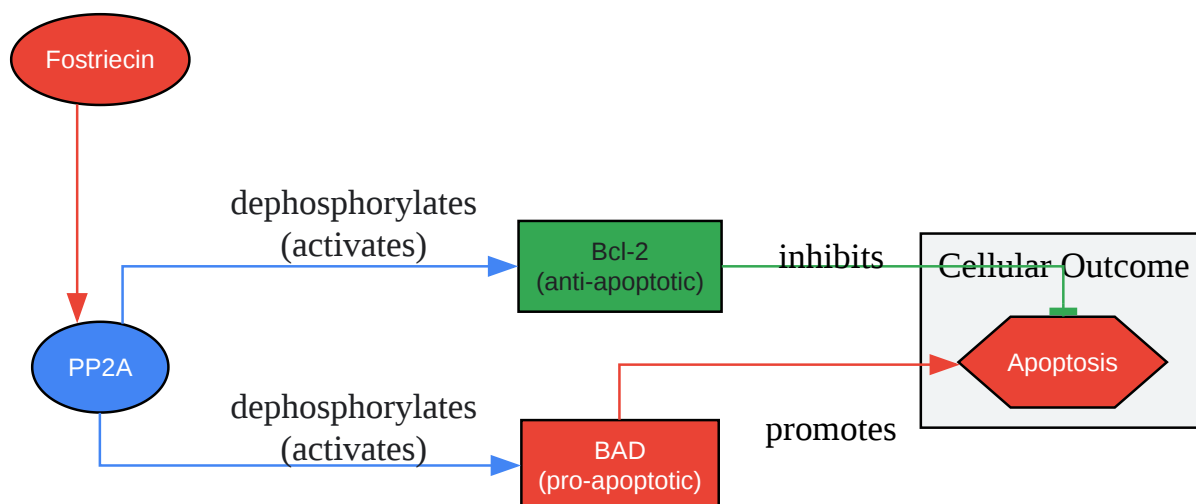 Fostriecin
dephosphorylates
(activates)
Bcl-2
(anti-apoptotic)
inhibits
Cellular Outcome
PP2A
Apoptosis
dephosphorylates
(activates)
BAD
(pro-apoptotic)
promotes